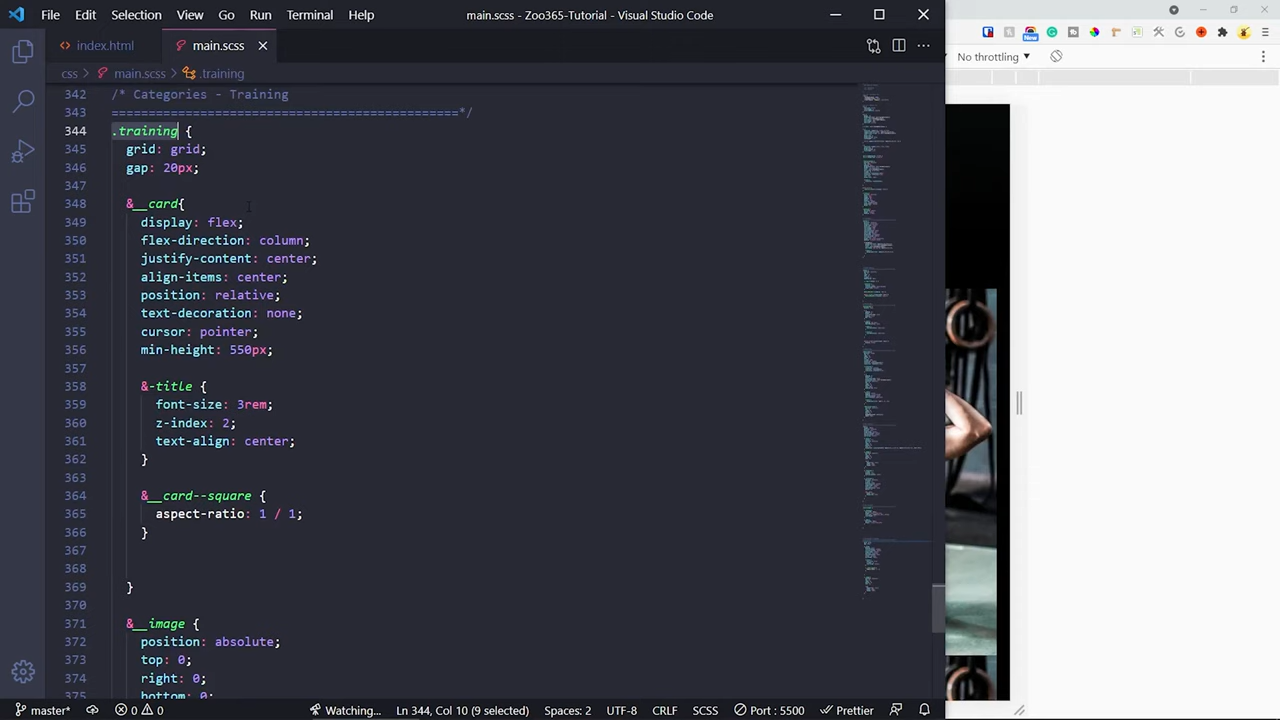 File Edit Selection View Go Run Terminal Help main.scss - Zoomers-Tutorial - Visual Studio Code
index.html main.scss
css > main.scss > .training
No throttling
New
342 /* Categories - Training
343 =============================================== */
344 .training {
345 grid: grid;
346 gap: 5vw;
347
348 &__card {
349 display: flex;
350 flex-direction: column;
351 justify-content: center;
352 align-items: center;
353 position: relative;
354 text-decoration: none;
355 cursor: pointer;
356 min-height:
357
358 &-title {
359 font-size: 3rem;
360 z-index: 2;
361 text-align: center;
362 }
363
364 &__card--square {
365 aspect-ratio: 1 / 1;
366 }
367
368
369 }
370
371 &__image {
372 position: absolute;
373 top: 0;
374 right: 0;
375 bottom: 0;
master* 0 0 Watching... Ln 344, Col 10 (9 selected) UTF-8 CRLF Port : 5500 Prettier